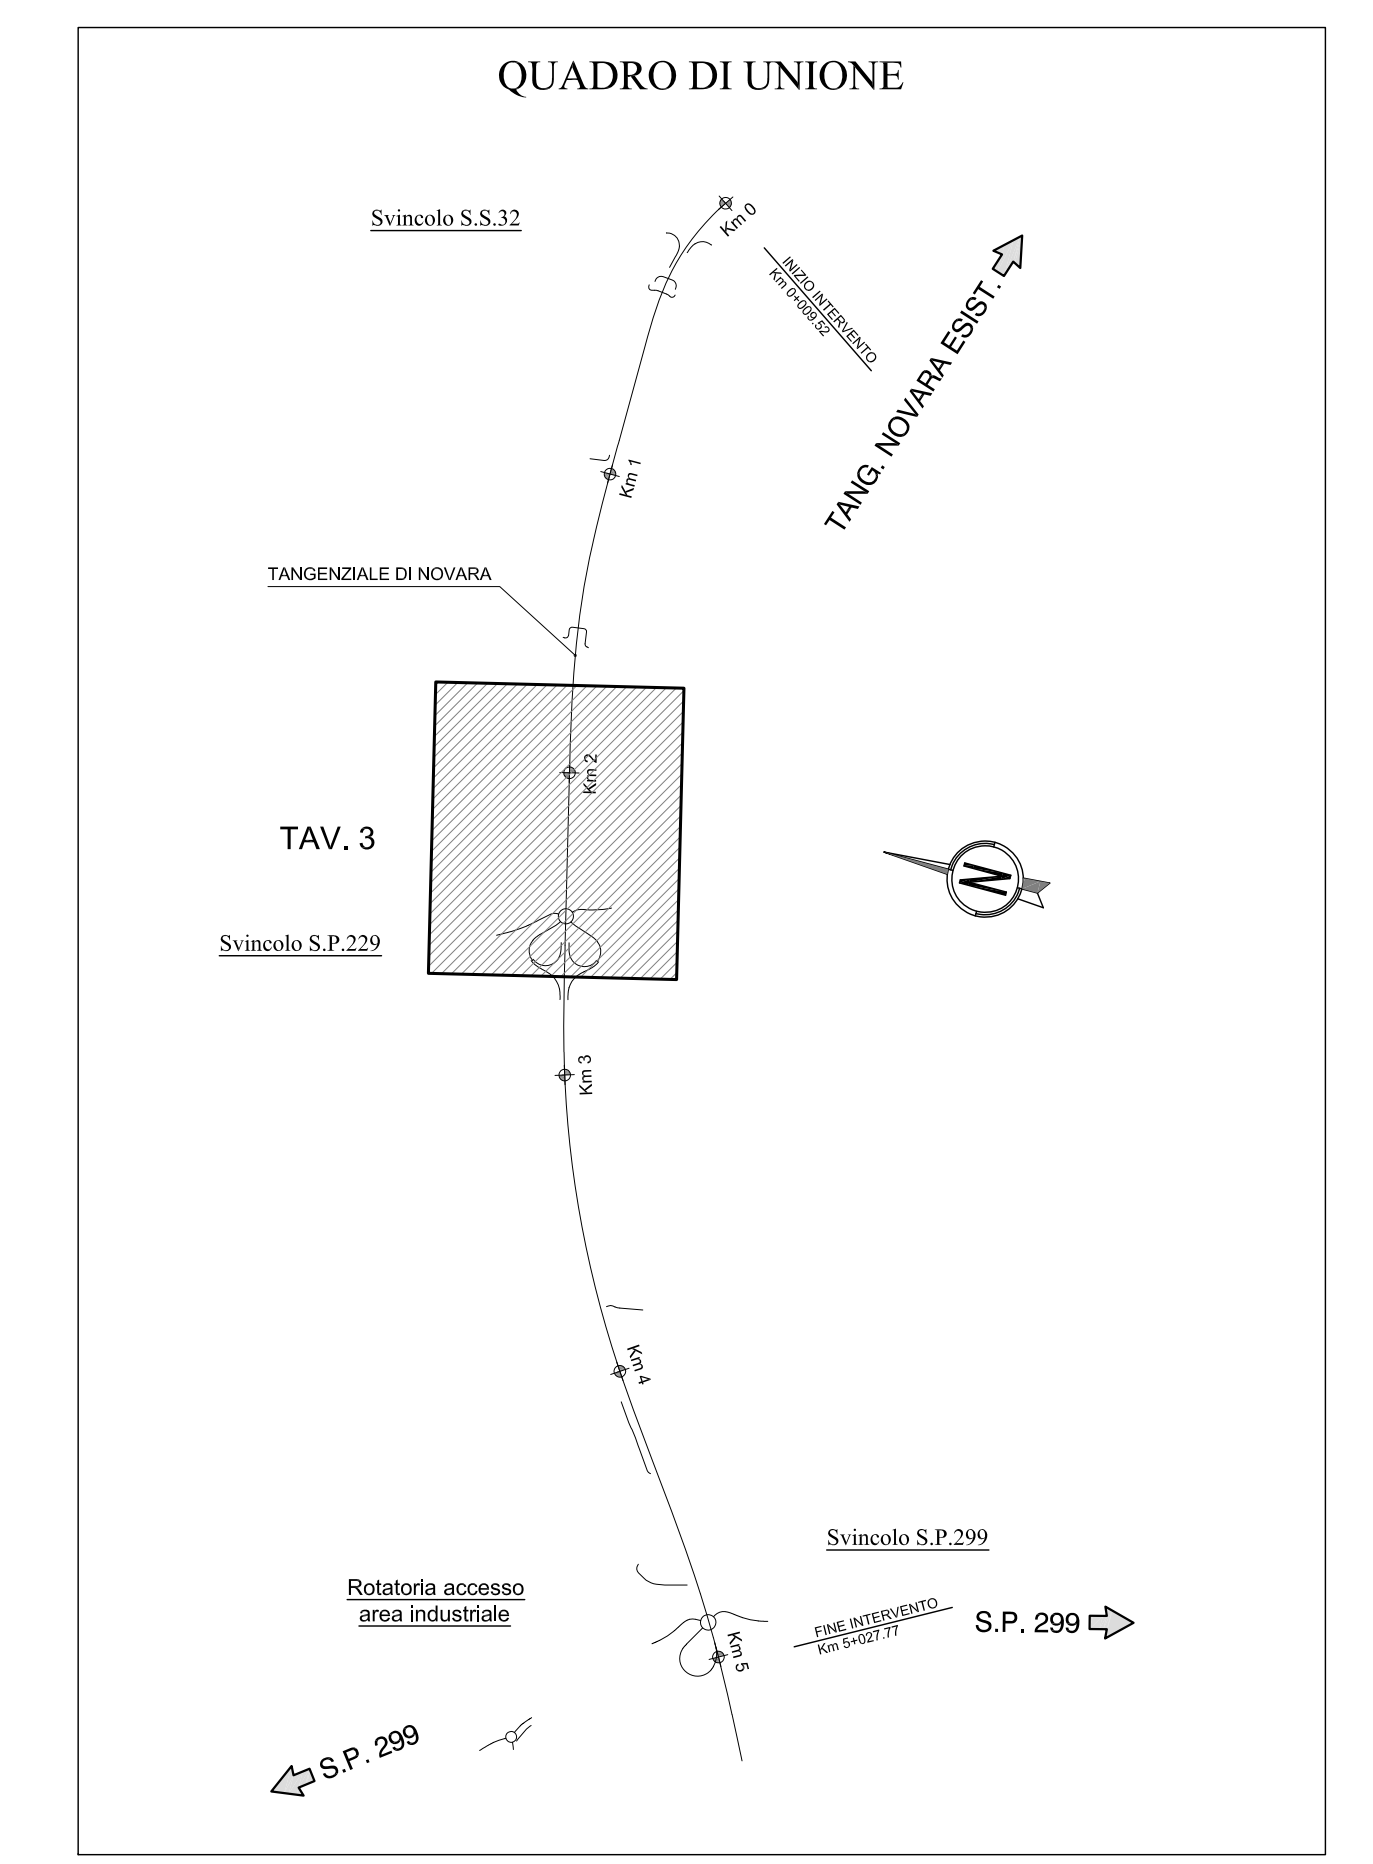 QUADRO DI UNIONE
Svincolo S.S.32
Km 0
INIZIO INTERVENTO
Km 0+009.52
TANG. NOVARA ESIST.
Km 1
TANGENZIALE DI NOVARA
Km 2
TAV. 3
N
Svincolo S.P.229
Km 3
Km 4
Svincolo S.P.299
Rotatoria accesso
area industriale
FINE INTERVENTO
Km 5+027.77
S.P. 299
Km 5
S.P. 299